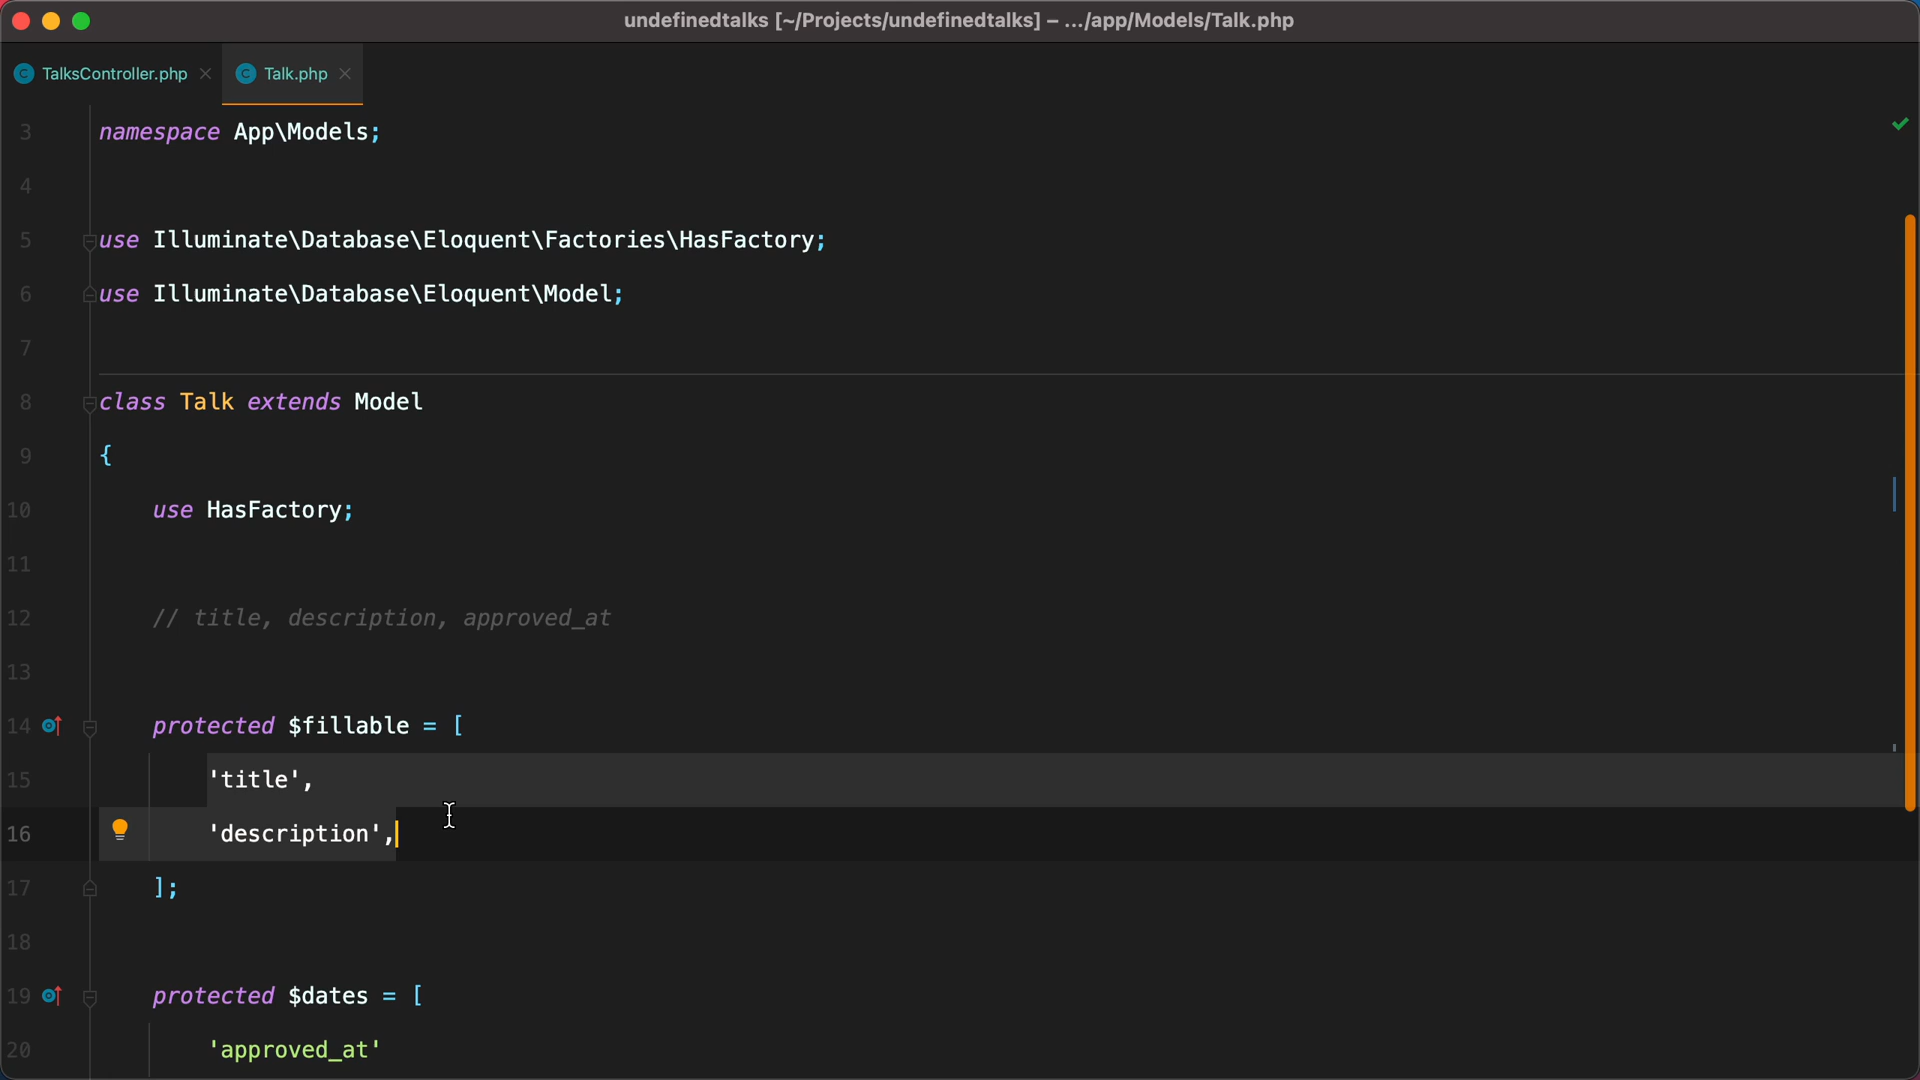 undefinedtalks [~/Projects/undefinedtalks] – .../app/Models/Talk.php
TalksController.php Talk.php
3 namespace App\Models;
4
5 use Illuminate\Database\Eloquent\Factories\HasFactory;
6 use Illuminate\Database\Eloquent\Model;
7
8 class Talk extends Model
9 {
10 use HasFactory;
11
12 // title, description, approved_at
13
14 protected $fillable = [
15 'title',
16 'description',
17 ];
18
19 protected $dates = [
20 'approved_at'